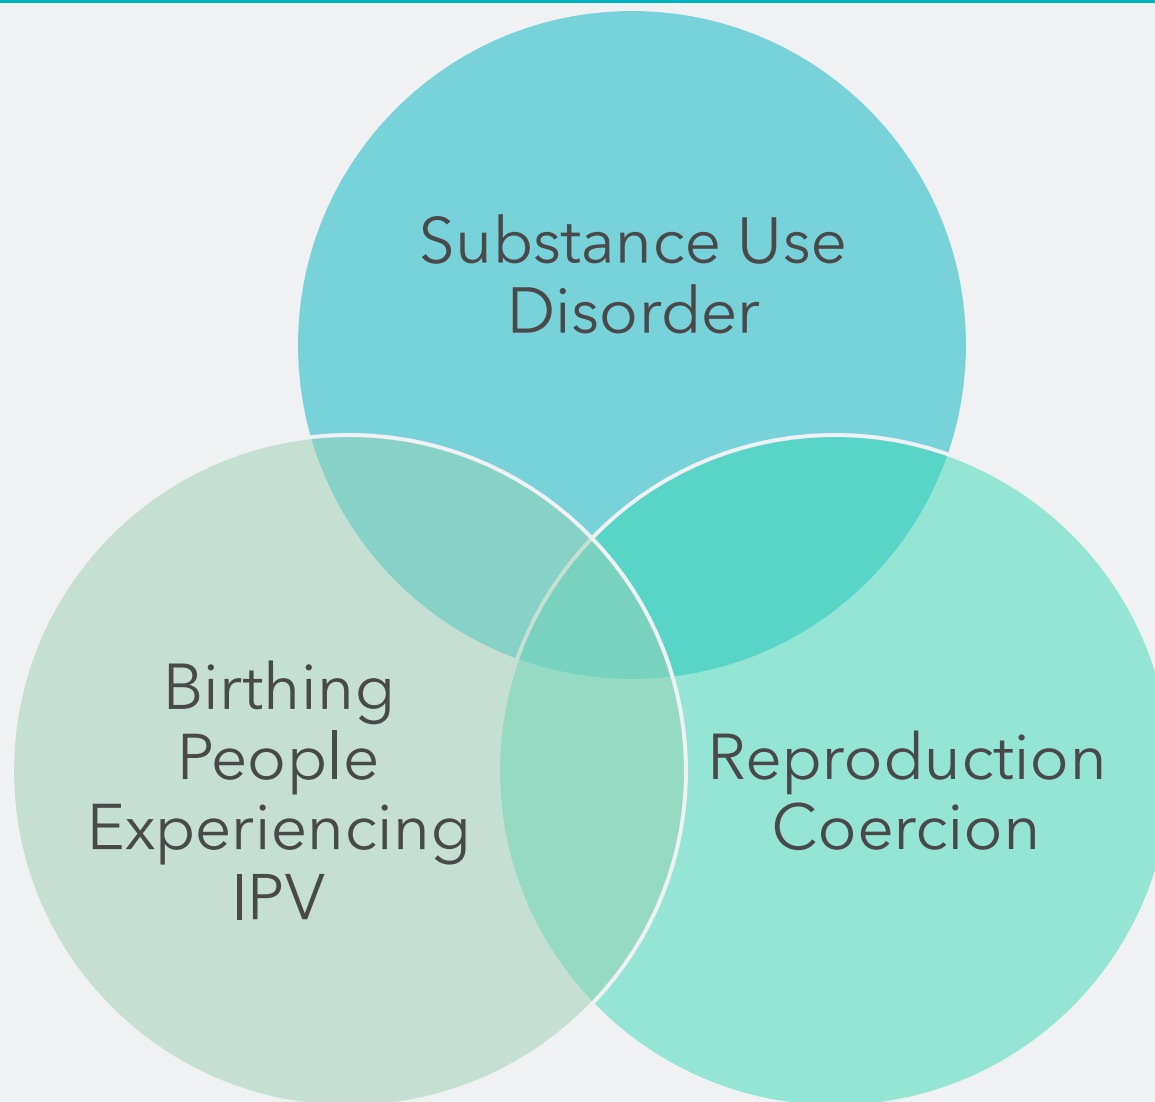 Substance Use
Disorder
Birthing
People
Experiencing
IPV
Reproduction
Coercion